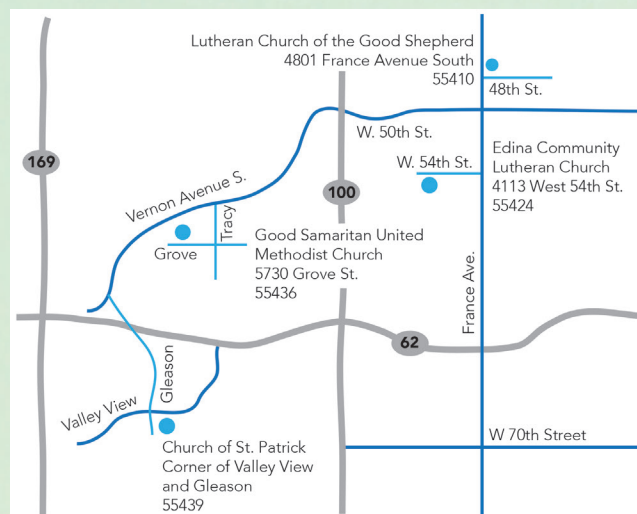 Lutheran Church of the Good Shepherd
4801 France Avenue South
55410
48th St.
W. 50th St.
169
W. 54th St.
Edina Community
Lutheran Church
4113 West 54th St.
55424
100
Vernon Avenue S.
Tracy
Grove
Good Samaritan United
Methodist Church
5730 Grove St.
55436
France Ave.
62
Gleason
Valley View
W 70th Street
Church of St. Patrick
Corner of Valley View
and Gleason
55439